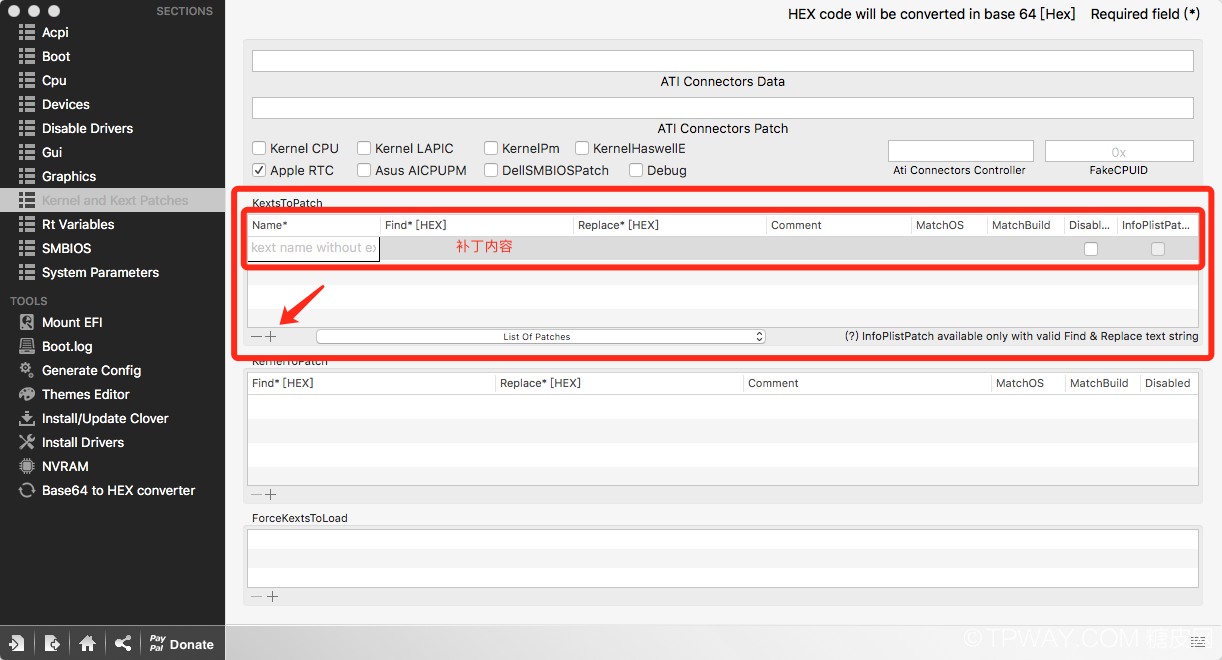 SECTIONS
Acpi
Boot
Cpu
Devices
Disable Drivers
Gui
Graphics
Kernel and Kext Patches
Rt Variables
SMBIOS
System Parameters
TOOLS
Mount EFI
Boot.log
Generate Config
Themes Editor
Install/Update Clover
Install Drivers
NVRAM
Base64 to HEX converter
Pay Pal Donate
HEX code will be converted in base 64 [Hex] Required field (*)
ATI Connectors Data
ATI Connectors Patch
Kernel CPU Kernel LAPIC KernelPm KernelHaswellE
Apple RTC Asus AICPUPM DellSMBIOSPatch Debug
0x
Ati Connectors Controller FakeCPUID
KextsToPatch
Name* Find* [HEX] Replace* [HEX] Comment MatchOS MatchBuild Disabl... InfoPlistPat...
kext name without ex 补丁内容
List Of Patches (?) InfoPlistPatch available only with valid Find & Replace text string
KernelToPatch
Find* [HEX] Replace* [HEX] Comment MatchOS MatchBuild Disabled
ForceKextsToLoad
©TPWAY.COM